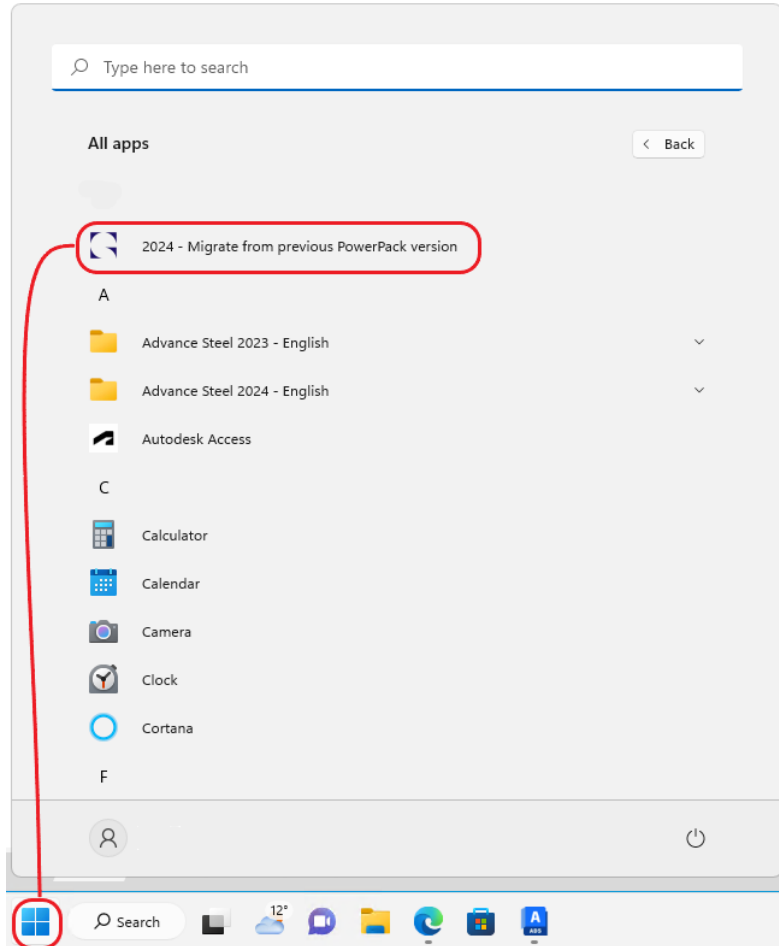 Type here to search
All apps
Back
2024 - Migrate from previous PowerPack version
A
Advance Steel 2023 - English
Advance Steel 2024 - English
Autodesk Access
C
Calculator
Calendar
Camera
Clock
Cortana
F
Search
12°
A
ADS